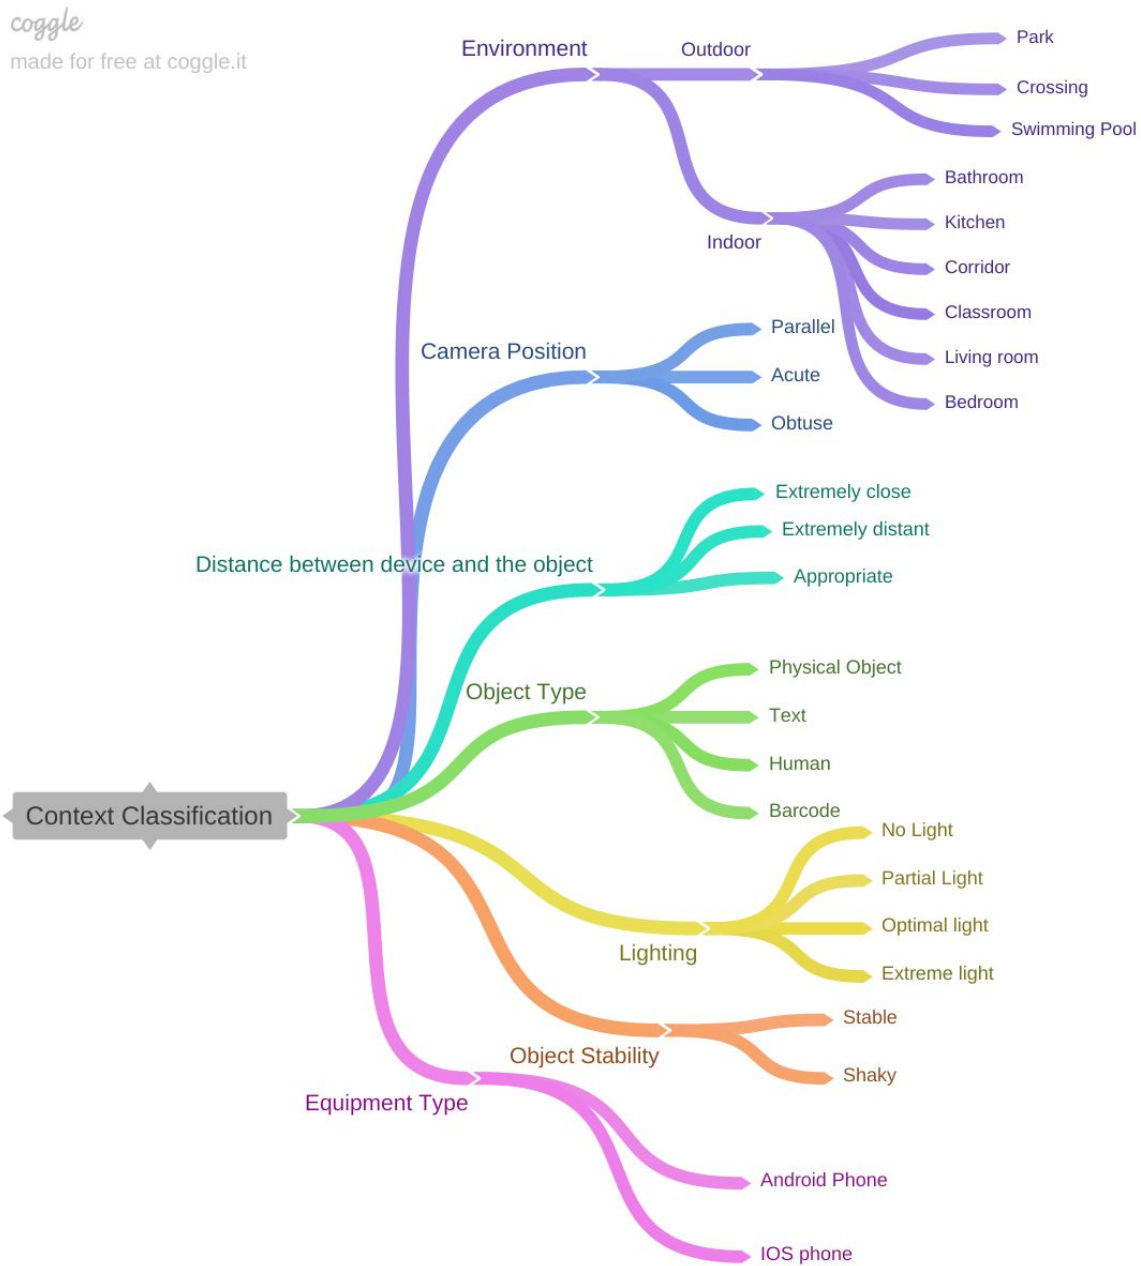 coggle
made for free at coggle.it
Environment
Outdoor
Park
Crossing
Swimming Pool
Indoor
Bathroom
Kitchen
Corridor
Classroom
Living room
Bedroom
Camera Position
Parallel
Acute
Obtuse
Distance between device and the object
Extremely close
Extremely distant
Appropriate
Object Type
Physical Object
Text
Human
Barcode
Context Classification
Lighting
No Light
Partial Light
Optimal light
Extreme light
Object Stability
Stable
Shaky
Equipment Type
Android Phone
IOS phone